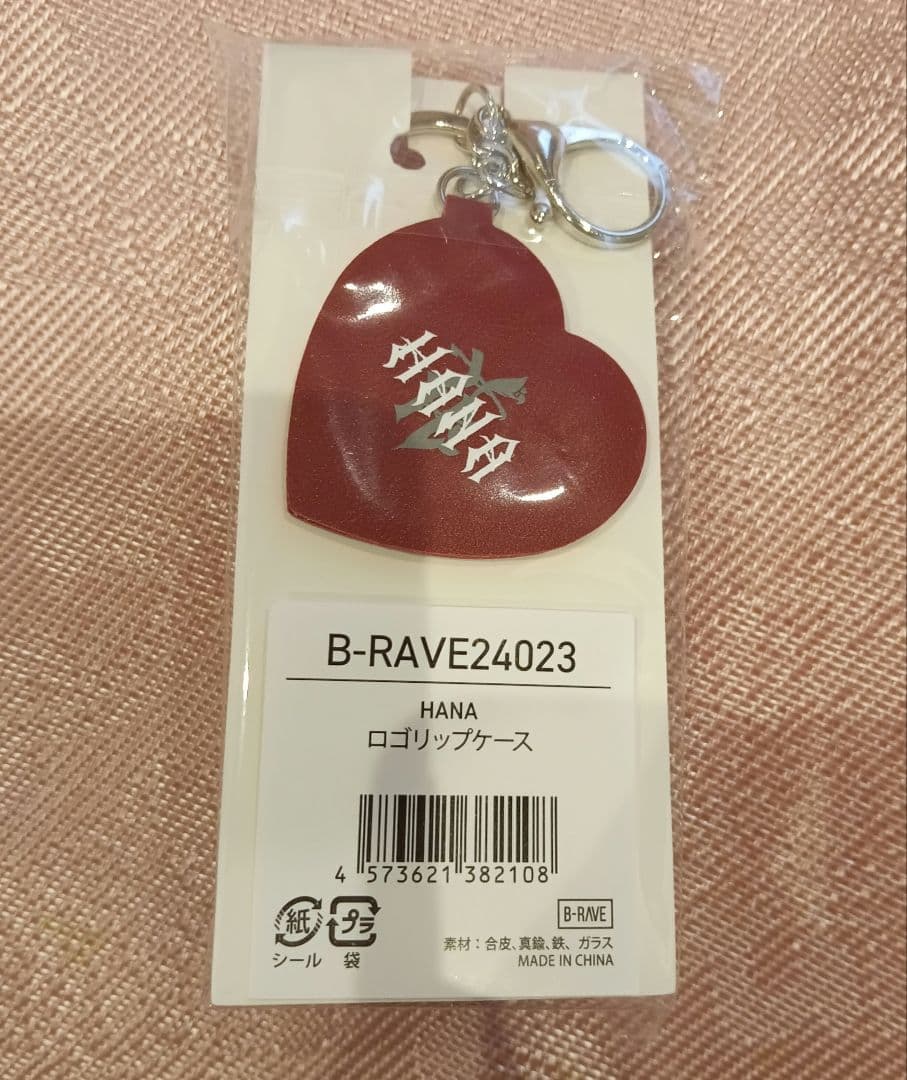 HANA
B-RAVE24023
HANA
ロゴリップケース
4 573621 382108
紙 プラ
シール 袋
B-RAVE
素材：合皮、真鍮、鉄、ガラス
MADE IN CHINA